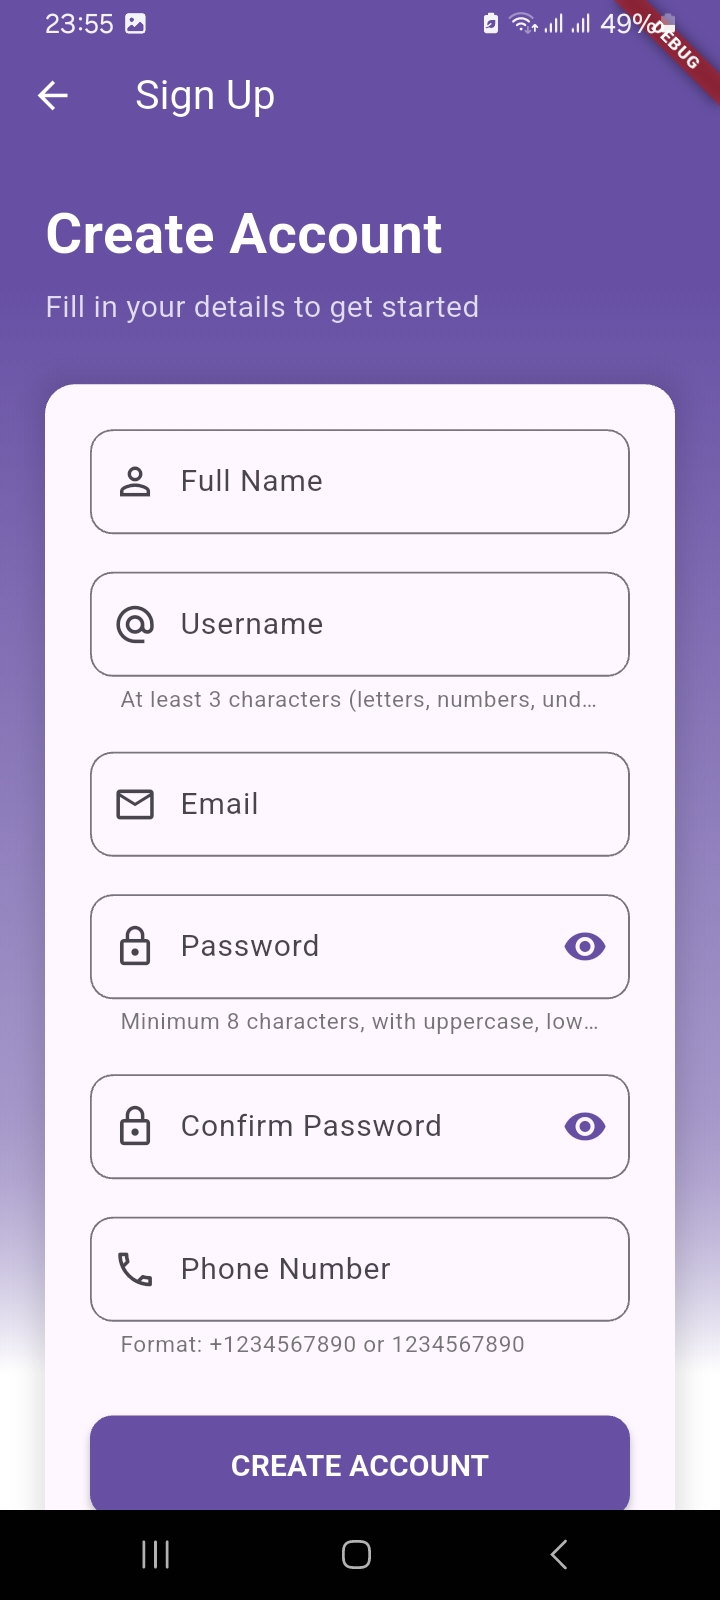 23:55 49%
DEBUG
Sign Up
Create Account
Fill in your details to get started
Full Name
Username
At least 3 characters (letters, numbers, und…
Email
Password
Minimum 8 characters, with uppercase, low…
Confirm Password
Phone Number
Format: +1234567890 or 1234567890
CREATE ACCOUNT